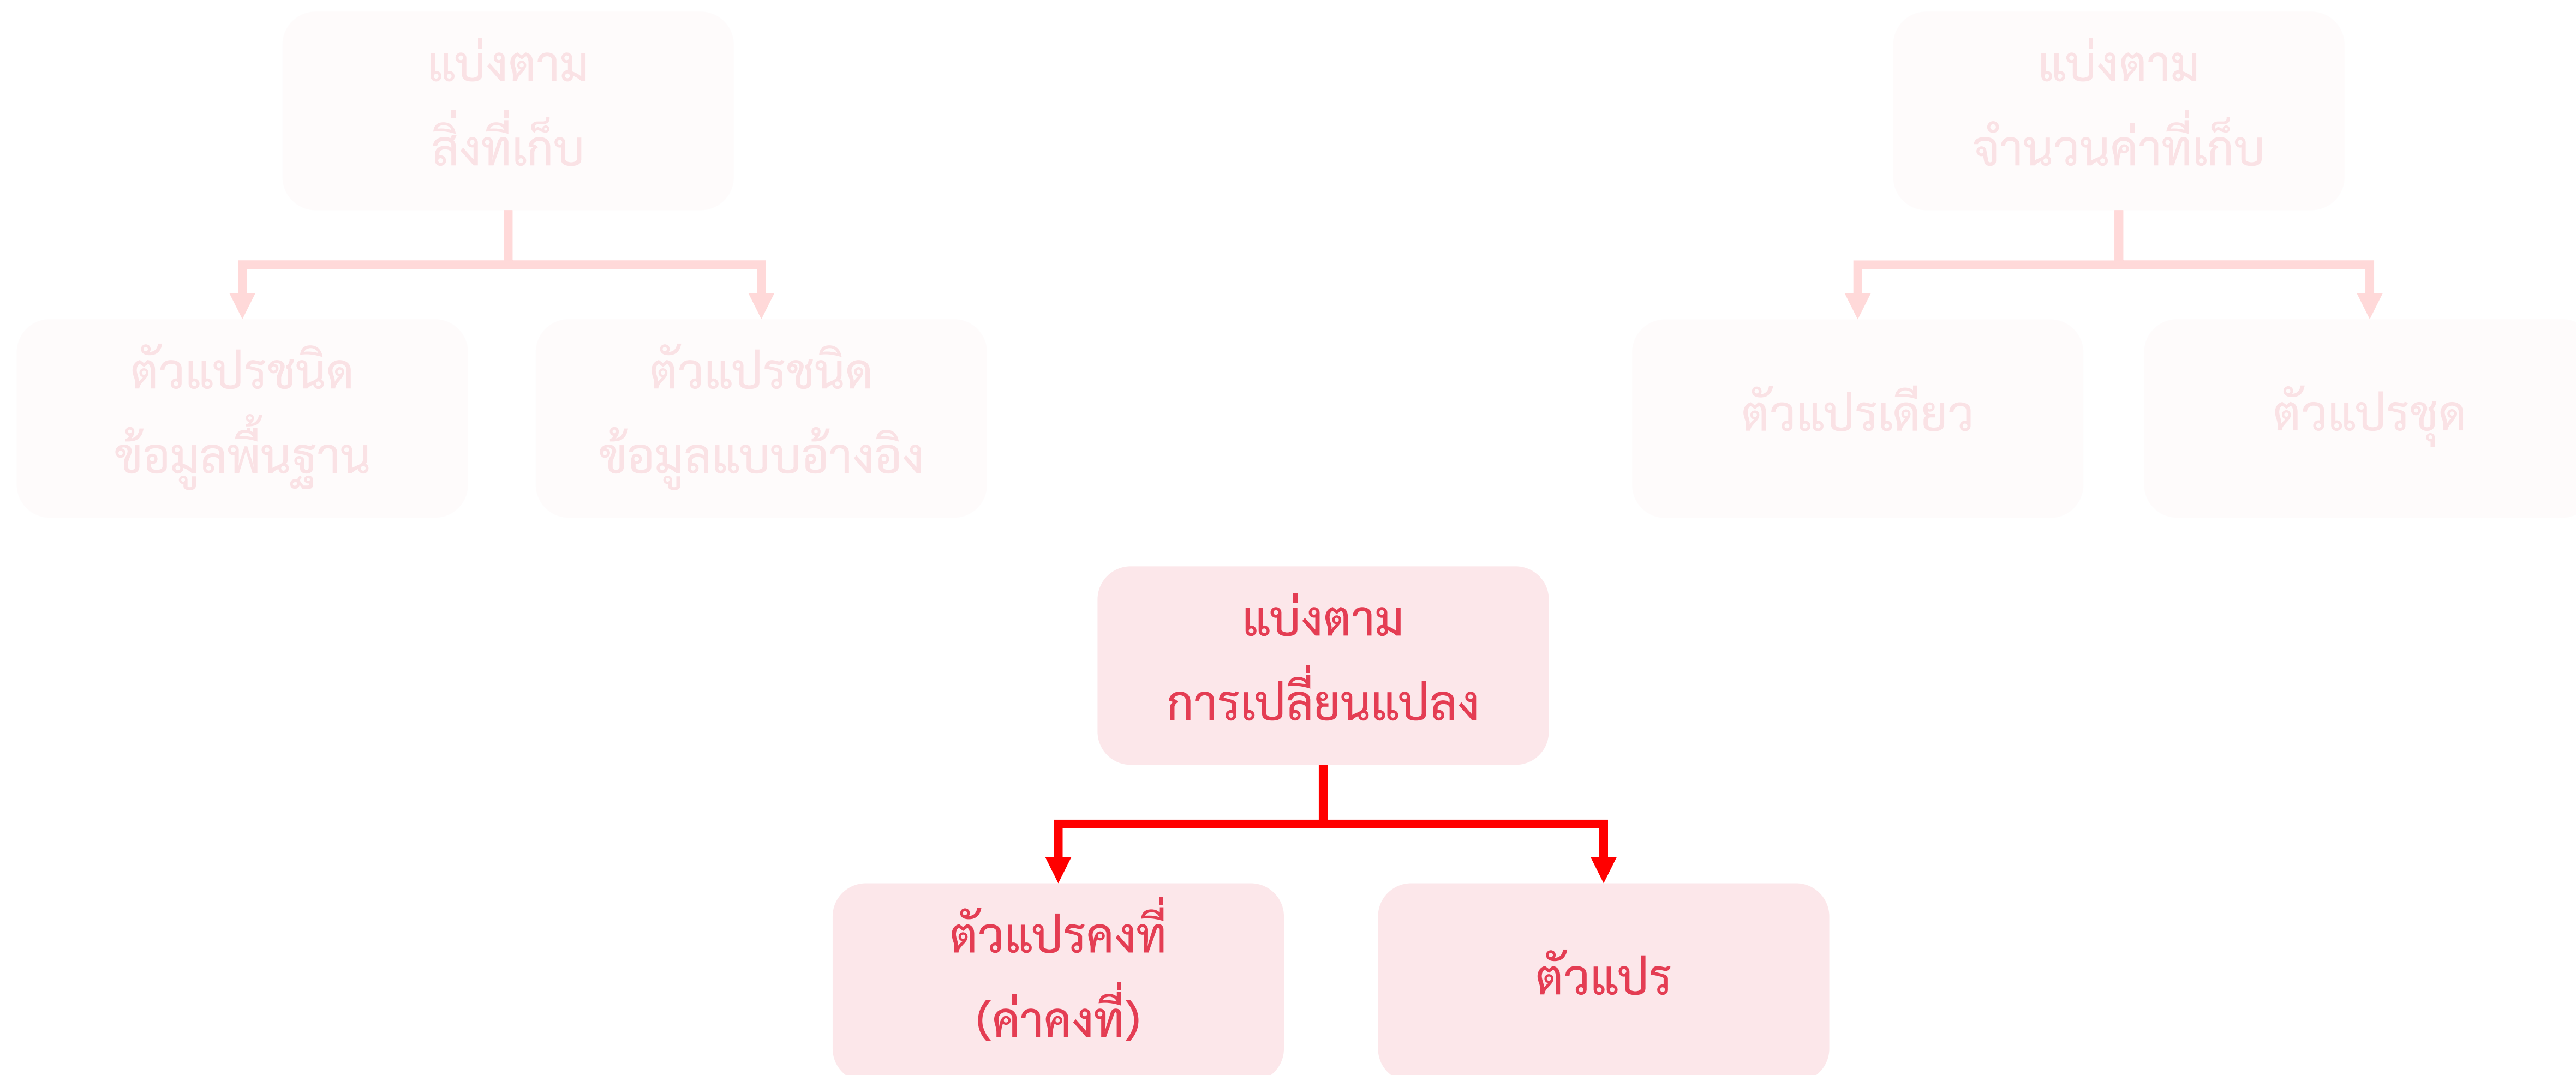 แบ่งตาม
สิ่งที่เก็บ
ตัวแปรชนิด
ข้อมูลพื้นฐาน
ตัวแปรชนิด
ข้อมูลแบบอ้างอิง
แบ่งตาม
จำนวนค่าที่เก็บ
ตัวแปรเดียว
ตัวแปรชุด
แบ่งตาม
การเปลี่ยนแปลง
ตัวแปรคงที่
(ค่าคงที่)
ตัวแปร